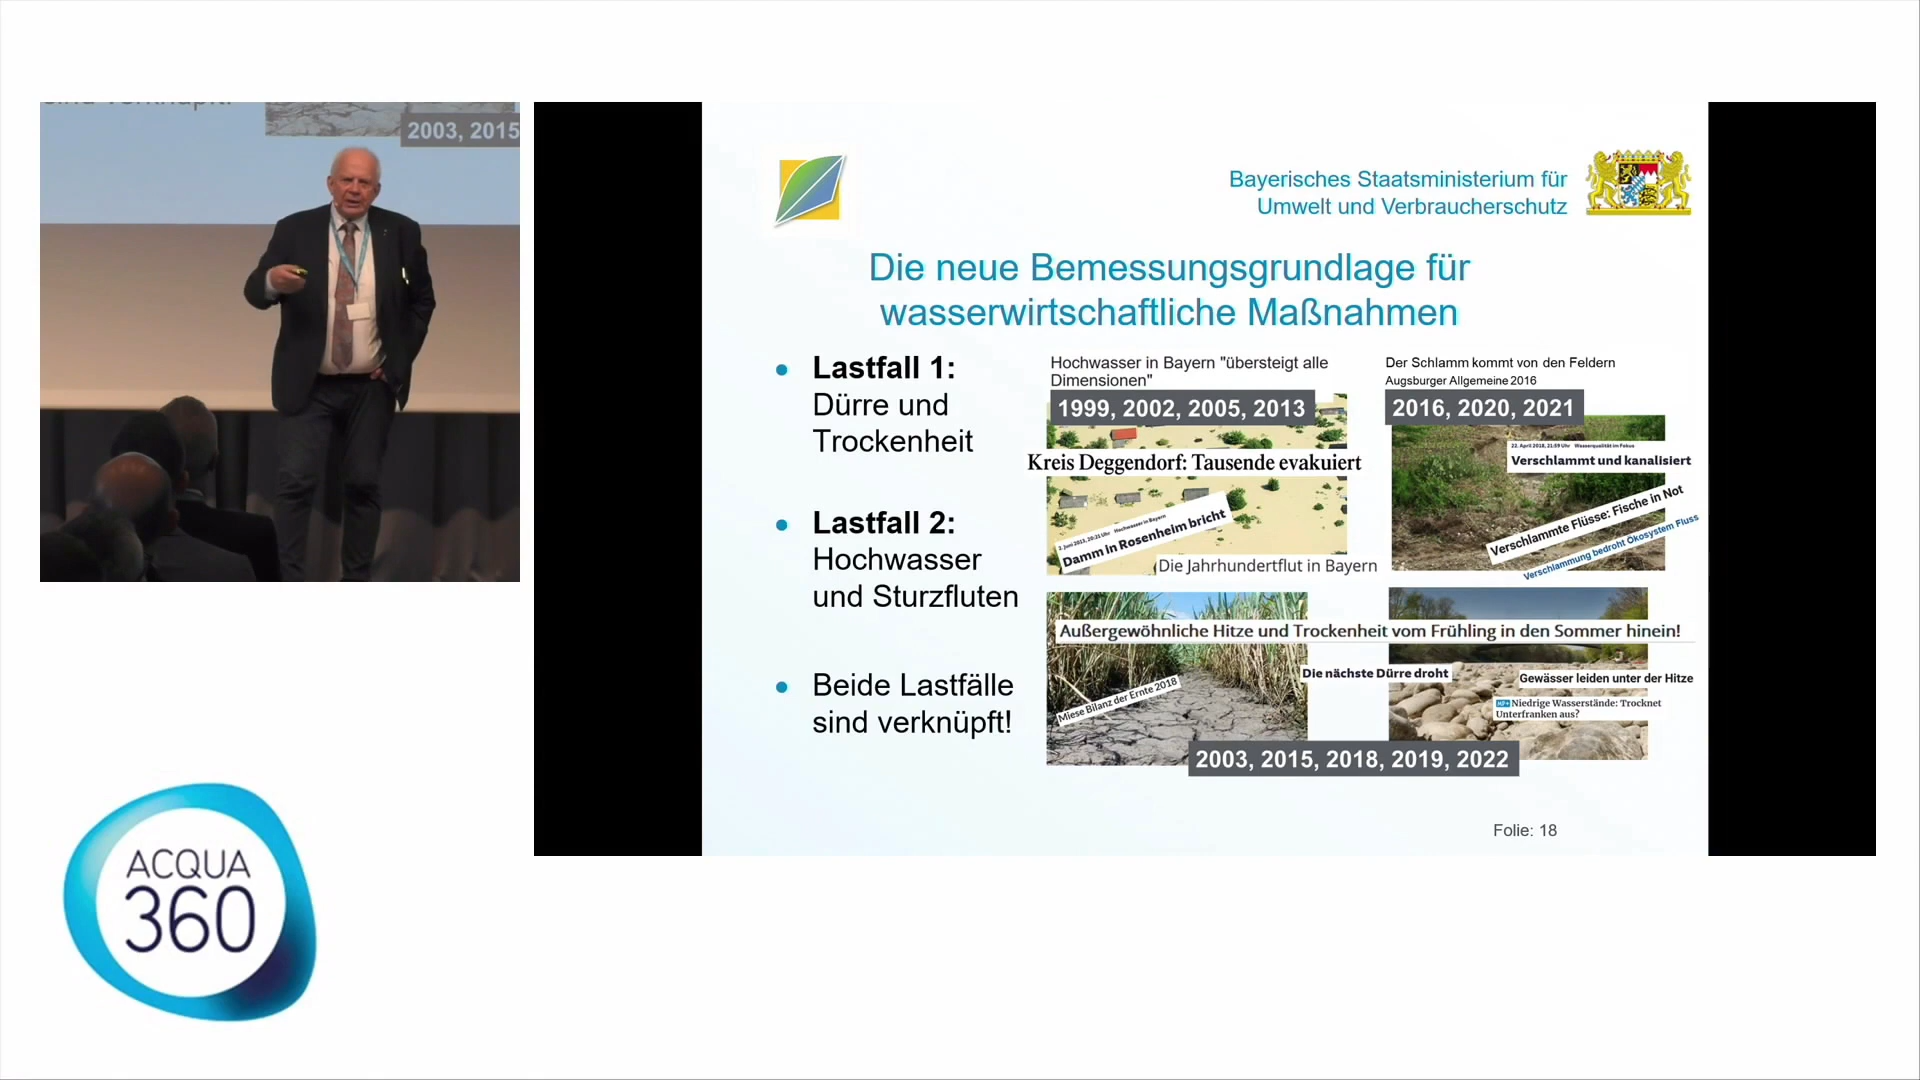 sind verknüpft!
2003, 2015
Bayerisches Staatsministerium für
Umwelt und Verbraucherschutz
Die neue Bemessungsgrundlage für
wasserwirtschaftliche Maßnahmen
Lastfall 1:
Dürre und
Trockenheit
Lastfall 2:
Hochwasser
und Sturzfluten
Beide Lastfälle
sind verknüpft!
Hochwasser in Bayern "übersteigt alle
Dimensionen"
1999, 2002, 2005, 2013
Kreis Deggendorf: Tausende evakuiert
2. Juni 2013, 20:21 Uhr Hochwasser in Bayern
Damm in Rosenheim bricht
Die Jahrhundertflut in Bayern
Der Schlamm kommt von den Feldern
Augsburger Allgemeine 2016
2016, 2020, 2021
22. April 2018, 21:59 Uhr Wasserqualität im Fokus
Verschlammt und kanalisiert
Verschlammte Flüsse: Fische in Not
Verschlammung bedroht Ökosystem Fluss
Außergewöhnliche Hitze und Trockenheit vom Frühling in den Sommer hinein!
Miese Bilanz der Ernte 2018
Die nächste Dürre droht
Gewässer leiden unter der Hitze
Niedrige Wasserstände: Trocknet
Unterfranken aus?
2003, 2015, 2018, 2019, 2022
Folie: 18
ACQUA
360